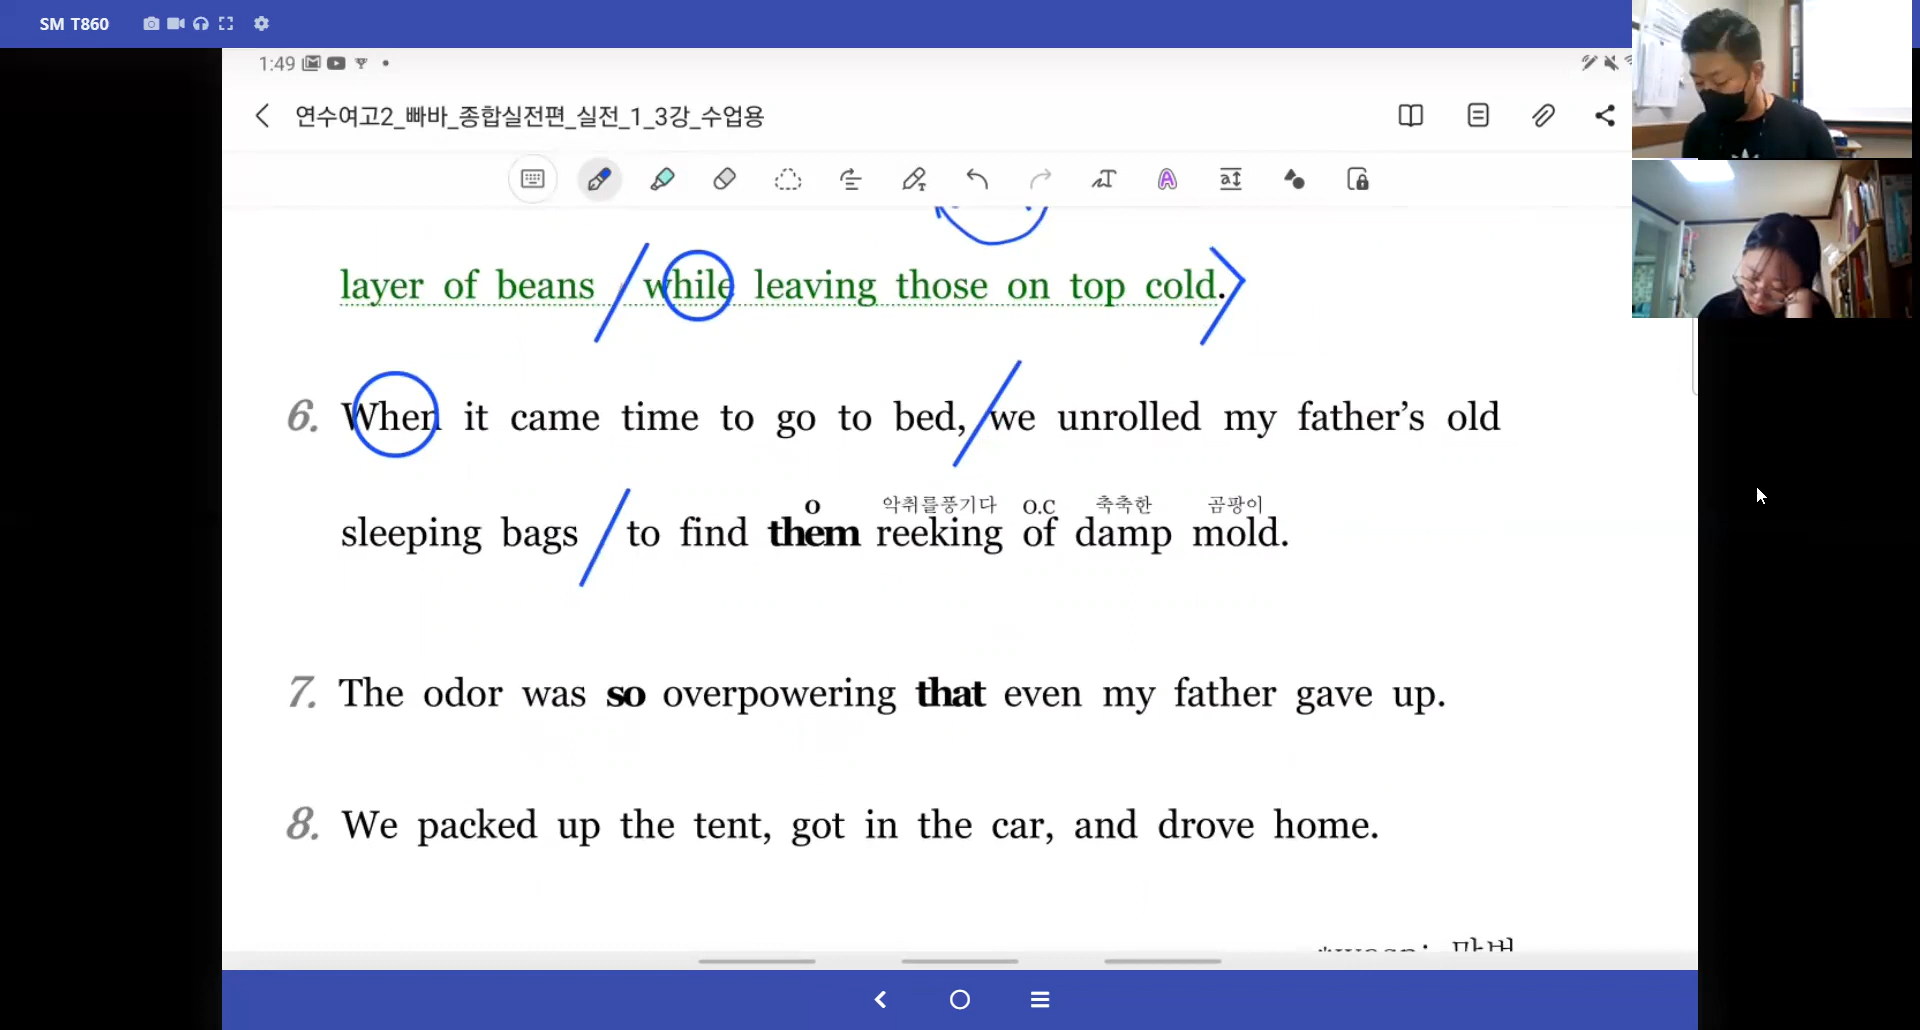 SM T860
1:49
연수여고2_빠바_종합실전편_실전_1_3강_수업용
layer of beans while leaving those on top cold.
6. When it came time to go to bed, we unrolled my father's old
O 악취를풍기다 O.C 축축한 곰팡이
sleeping bags to find them reeking of damp mold.
7. The odor was so overpowering that even my father gave up.
8. We packed up the tent, got in the car, and drove home.